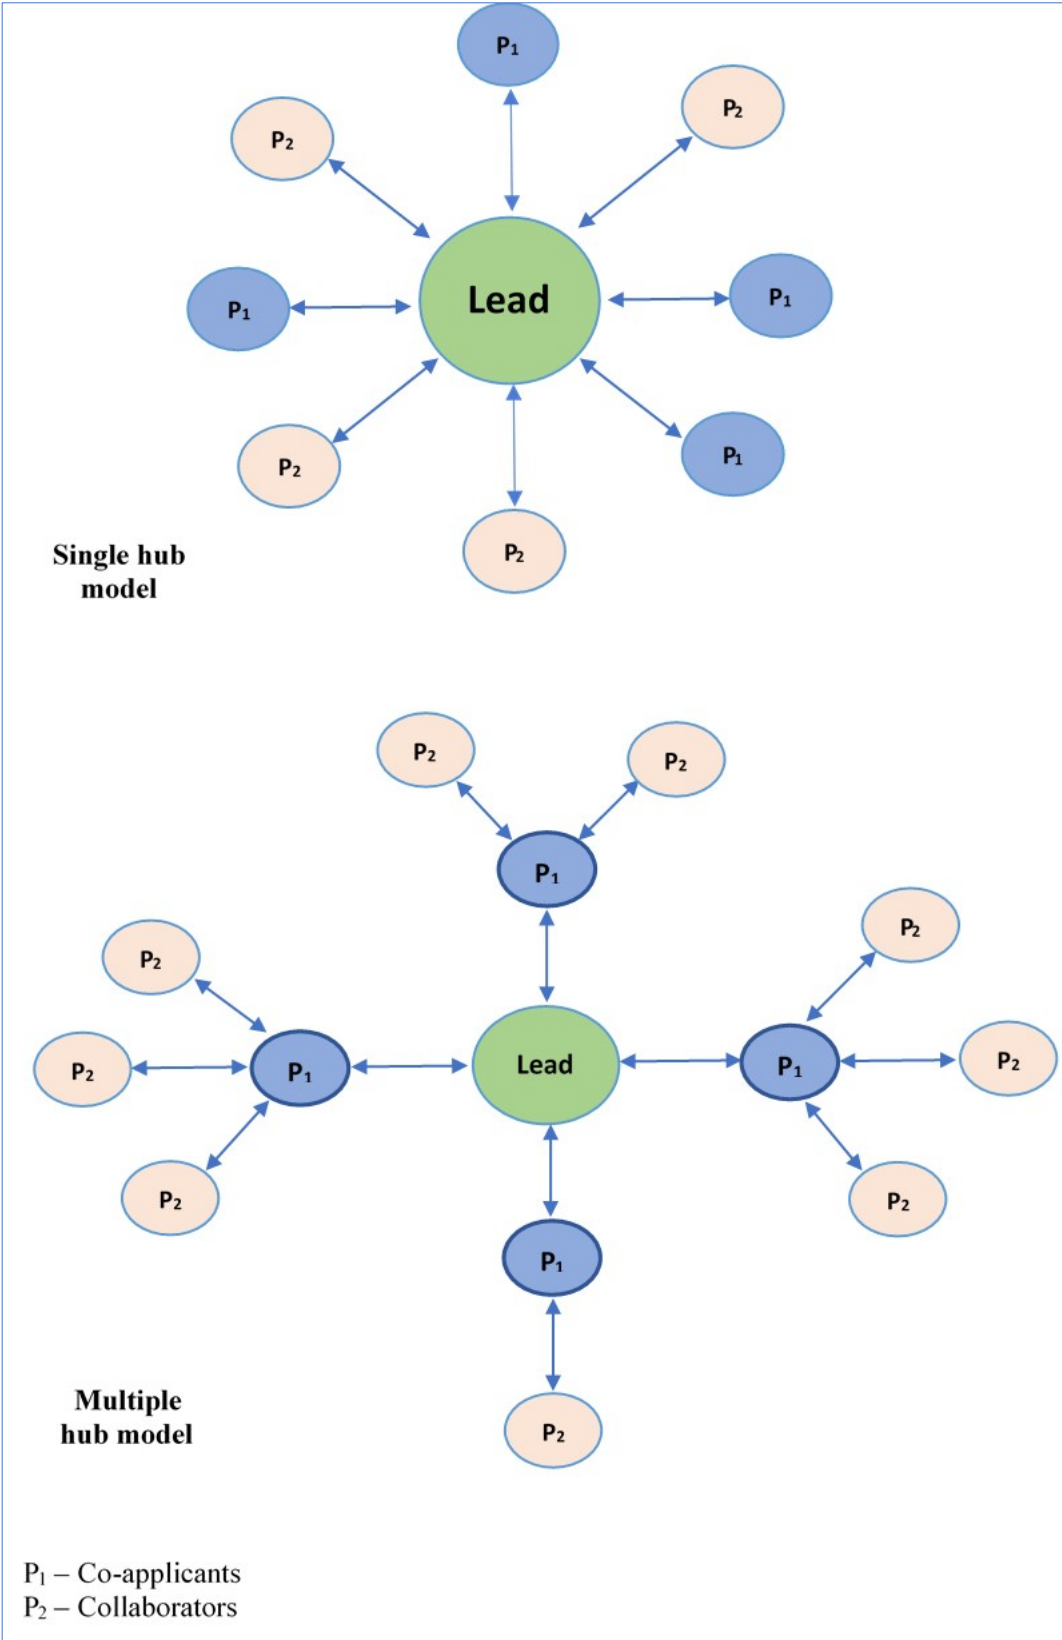 P₁
P₂
P₂
Lead
P₁
P₁
P₂
P₁
P₂
Single hub
model
P₂
P₂
P₁
P₂
P₂
P₂
P₁
Lead
P₁
P₂
P₂
P₂
P₁
P₂
Multiple
hub model
P₁ – Co-applicants
P₂ – Collaborators